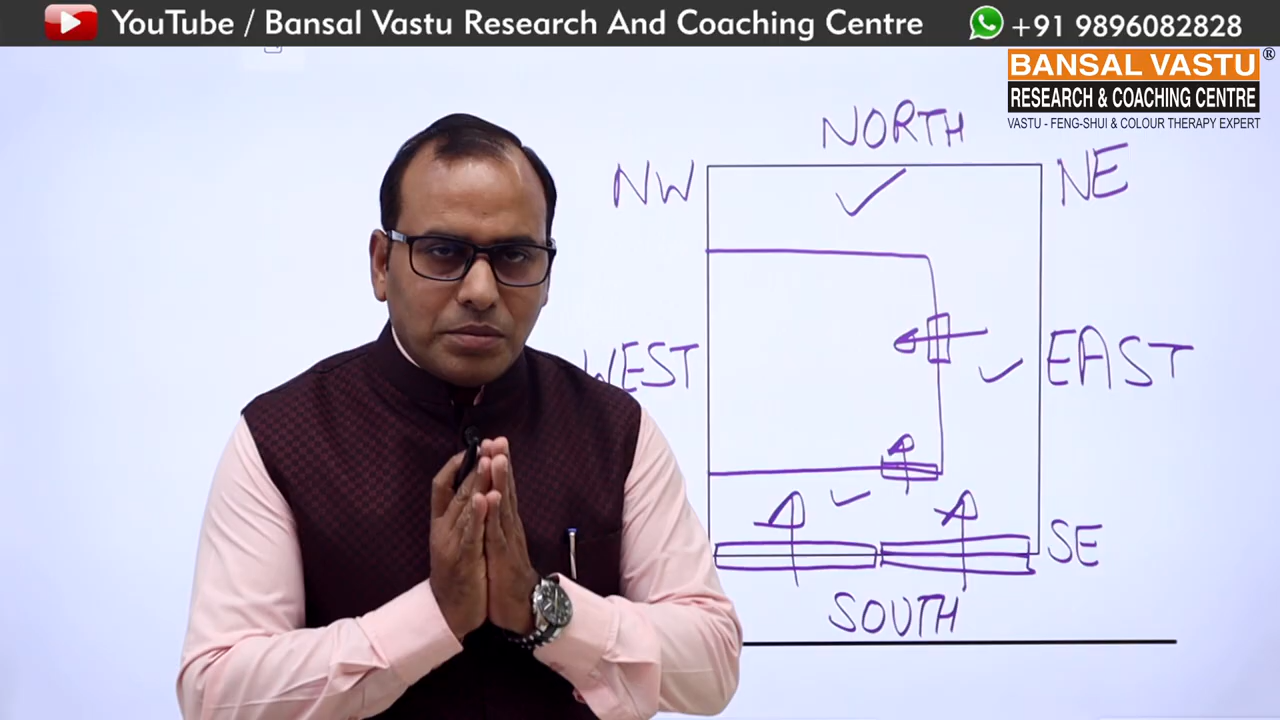 YouTube / Bansal Vastu Research And Coaching Centre
+91 9896082828
BANSAL VASTU®
RESEARCH & COACHING CENTRE
VASTU - FENG-SHUI & COLOUR THERAPY EXPERT
NORTH
NW
NE
WEST
EAST
SE
SOUTH